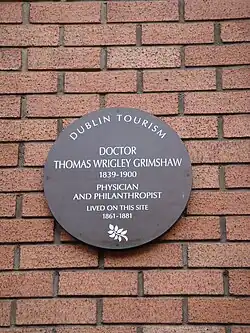 DUBLIN TOURISM
DOCTOR
THOMAS WRIGLEY GRIMSHAW
1839-1900
PHYSICIAN
AND PHILANTHROPIST
LIVED ON THIS SITE
1861-1881